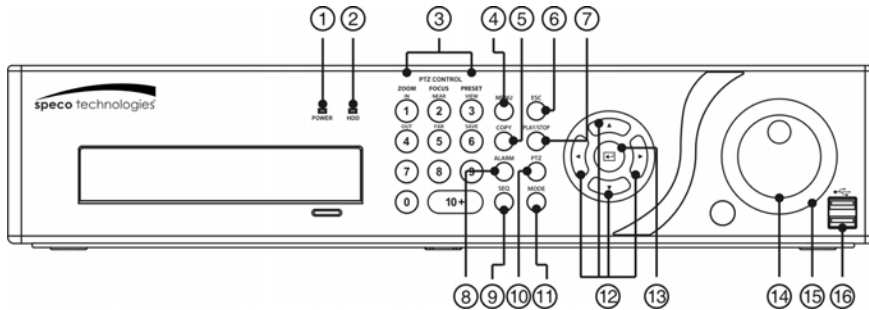 1 2 3 4 5 6 7
PTZ CONTROL
ZOOM FOCUS PRESET
IN NEAR VIEW MENU ESC
speco technologies
POWER HDD
1 2 3
OUT FAR SAVE COPY PLAY/STOP
4 5 6
ALARM PTZ
7 8 9
SEQ MODE
0 10+
8 9 10 11 12 13 14 15 16